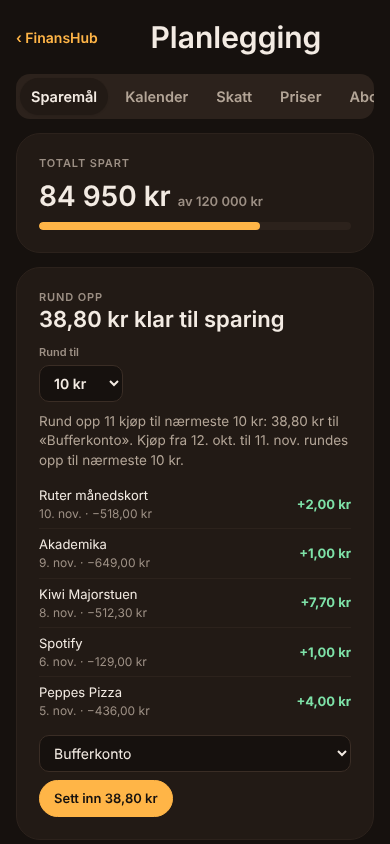 ‹ FinansHub
Planlegging
Sparemål Kalender Skatt Priser Abo
TOTALT SPART
84 950 kr av 120 000 kr
RUND OPP
38,80 kr klar til sparing
Rund til
10 kr
Rund opp 11 kjøp til nærmeste 10 kr: 38,80 kr til
«Bufferkonto». Kjøp fra 12. okt. til 11. nov. rundes
opp til nærmeste 10 kr.
Ruter månedskort
10. nov. · −518,00 kr
+2,00 kr
Akademika
9. nov. · −649,00 kr
+1,00 kr
Kiwi Majorstuen
8. nov. · −512,30 kr
+7,70 kr
Spotify
6. nov. · −129,00 kr
+1,00 kr
Peppes Pizza
5. nov. · −436,00 kr
+4,00 kr
Bufferkonto
Sett inn 38,80 kr